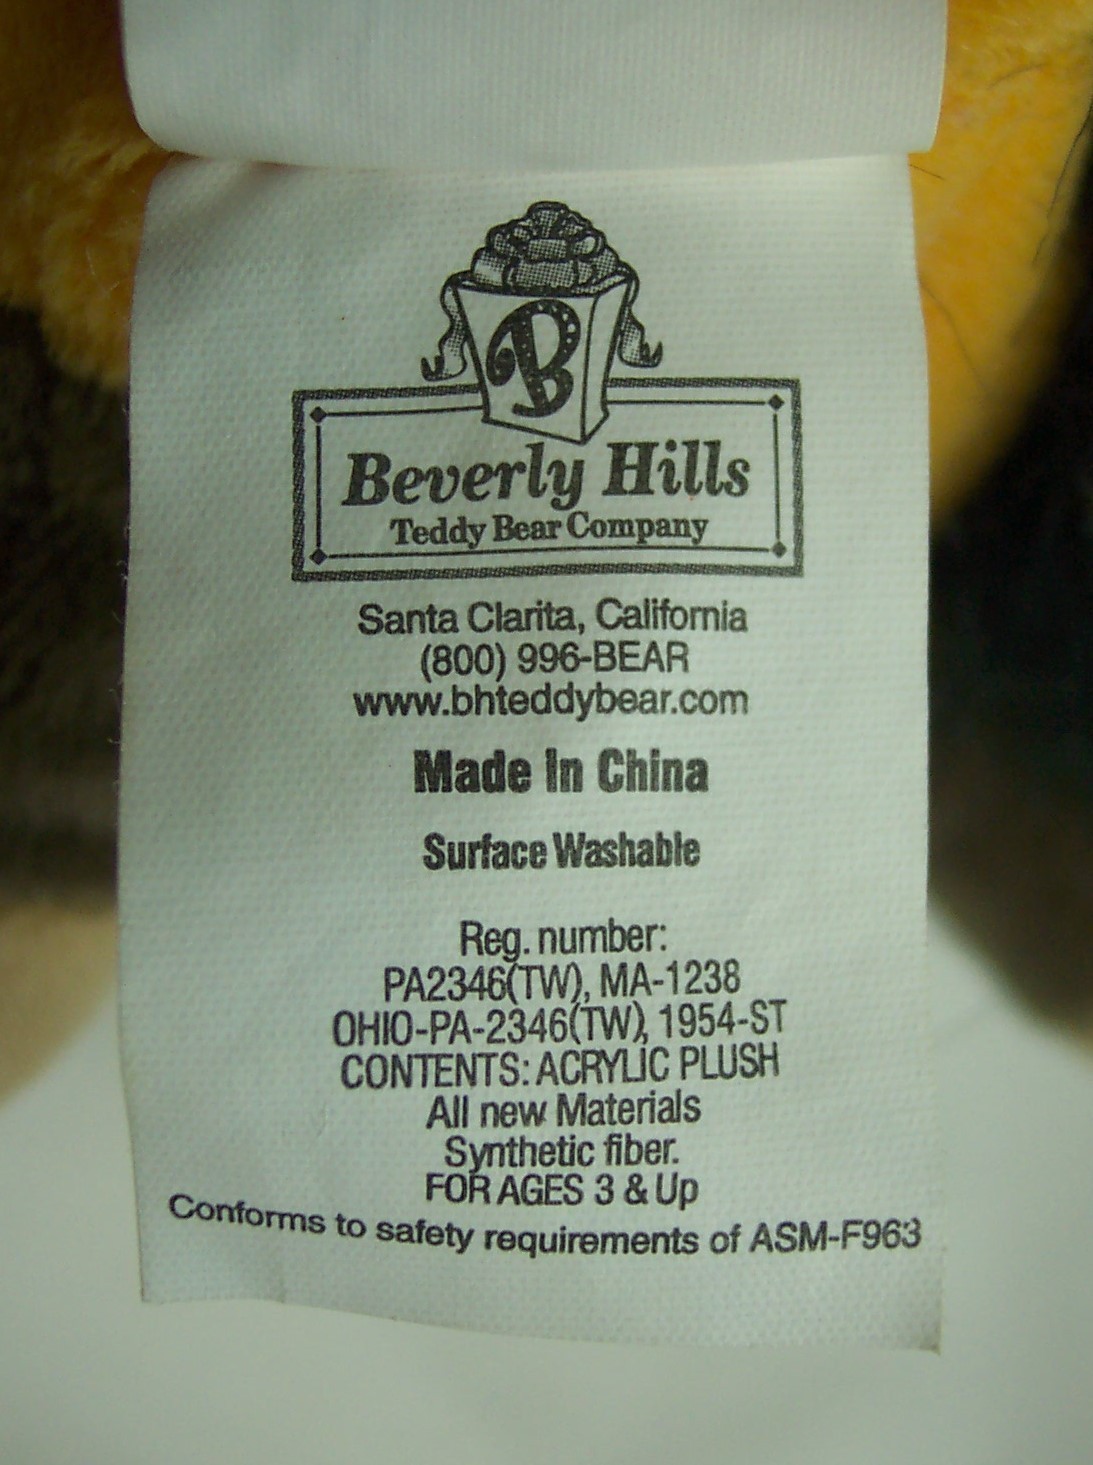 B
Beverly Hills
Teddy Bear Company
Santa Clarita, California
(800) 996-BEAR
www.bhteddybear.com
Made In China
Surface Washable
Reg. number:
PA2346(TW), MA-1238
OHIO-PA-2346(TW), 1954-ST
CONTENTS: ACRYLIC PLUSH
All new Materials
Synthetic fiber.
FOR AGES 3 & Up
Conforms to safety requirements of ASM-F963